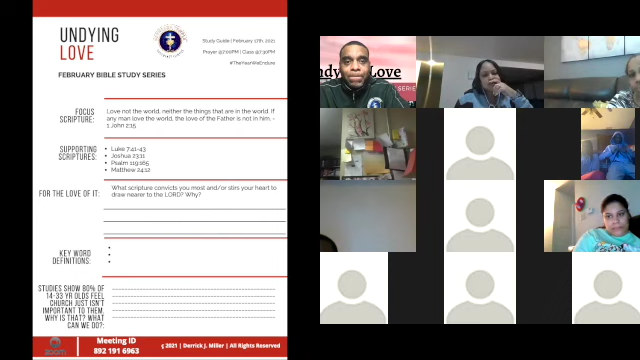 UNDYING
LOVE
Study Guide | February 17th, 2021
Prayer @7:00PM | Class @7:30PM
#TheYearWeEndure
FEBRUARY BIBLE STUDY SERIES
FOCUS
SCRIPTURE:
Love not the world, neither the things that are in the world. If
any man love the world, the love of the Father is not in him. -
1 John 2:15
SUPPORTING
SCRIPTURES:
• Luke 7:41-43
• Joshua 23:11
• Psalm 119:165
• Matthew 24:12
FOR THE LOVE OF IT:
What scripture convicts you most and/or stirs your heart to
draw nearer to the LORD? Why?
KEY WORD
DEFINITIONS:
STUDIES SHOW 80% OF
14-33 YR OLDS FEEL
CHURCH JUST ISN'T
IMPORTANT TO THEM.
WHY IS THAT? WHAT
CAN WE DO?:
zoom
Meeting ID
892 191 6963
© 2021 | Derrick J. Miller | All Rights Reserved
ndy
Love
SERIES